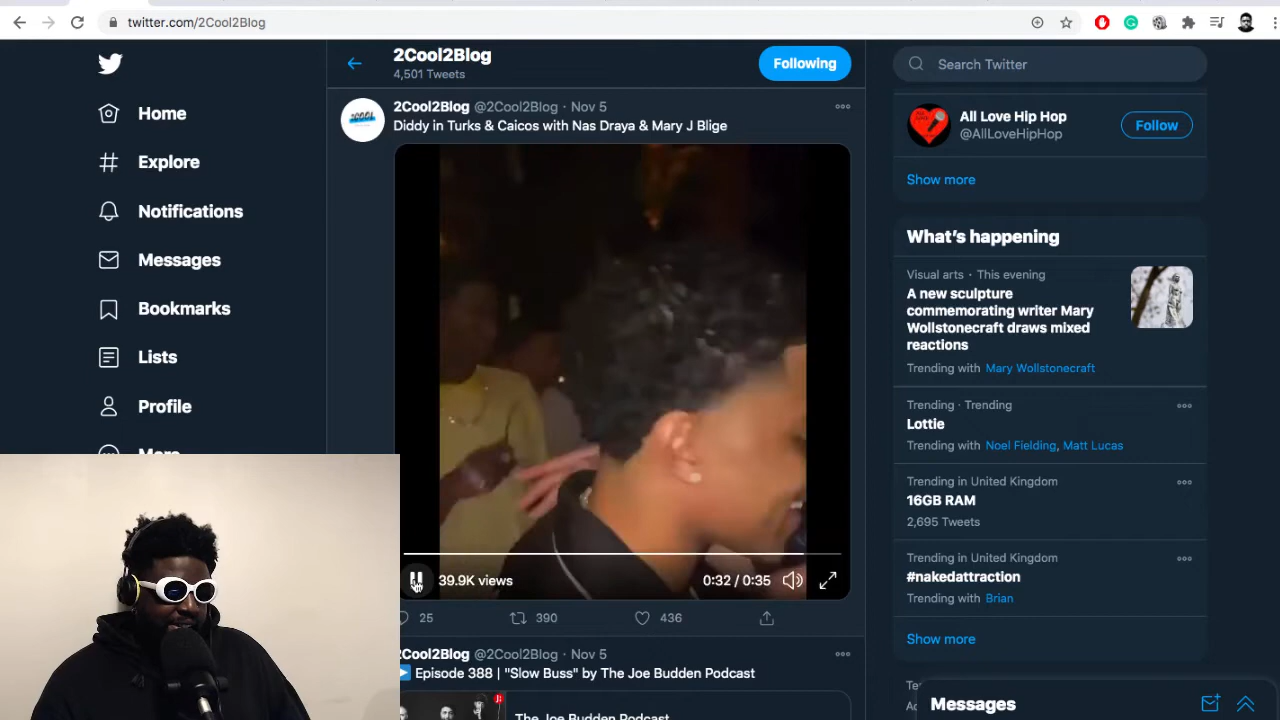 twitter.com/2Cool2Blog
Home
Explore
Notifications
Messages
Bookmarks
Lists
Profile
More
2Cool2Blog
4,501 Tweets
Following
2Cool2Blog @2Cool2Blog · Nov 5
Diddy in Turks & Caicos with Nas Draya & Mary J Blige
39.9K views
0:32 / 0:35
25
390
436
2Cool2Blog @2Cool2Blog · Nov 5
Episode 388 | "Slow Buss" by The Joe Budden Podcast
The Joe Budden Podcast
Search Twitter
All Love Hip Hop
@AllLoveHipHop
Follow
Show more
What's happening
Visual arts · This evening
A new sculpture
commemorating writer Mary
Wollstonecraft draws mixed
reactions
Trending with Mary Wollstonecraft
Trending · Trending
Lottie
Trending with Noel Fielding, Matt Lucas
Trending in United Kingdom
16GB RAM
2,695 Tweets
Trending in United Kingdom
#nakedattraction
Trending with Brian
Show more
Messages